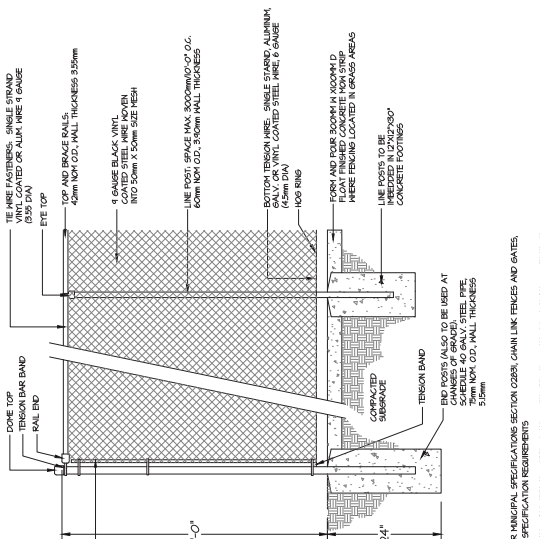 TIE WIRE FASTENERS: SINGLE STRAND
VINYL COATED OR ALUM. WIRE 9 GAUGE
(3.55 DIA)
EYE TOP
TOP AND BRACE RAILS:
42mm NOM O.D., WALL THICKNESS 3.55mm
9 GAUGE BLACK VINYL
COATED STEEL WIRE WOVEN
INTO 50mm X 50mm SIZE MESH
LINE POST: SPACE MAX. 3000mm/10'-0" O.C.
60mm NOM O.D., 3.90mm WALL THICKNESS
BOTTOM TENSION WIRE: SINGLE STARND, ALUMINUM,
GALV. OR VINYL COATED STEEL WIRE, 6 GAUGE
(4.5mm DIA)
HOG RING
FORM AND POUR 300MM W X100MM D
FLOAT FINISHED CONCRETE MOW STRIP
WHERE FENCING LOCATED IN GRASS AREAS
LINE POSTS TO BE
IMBEDDED IN 12"X12"X30"
CONCRETE FOOTINGS
DOME TOP
TENSION BAR BAND
RAIL END
COMPACTED
SUBGRADE
TENSION BAND
END POSTS (ALSO TO BE USED AT
CHANGES OF GRADE):
SCHEDULE 40 GALV. STEEL PIPE,
75mm NOM. O.D., WALL THICKNESS
5.15mm
-0"
24"
R MUNICIPAL SPECIFICATIONS SECTION 02831, CHAIN LINK FENCES AND GATES,
SPECIFICATION REQUIREMENTS